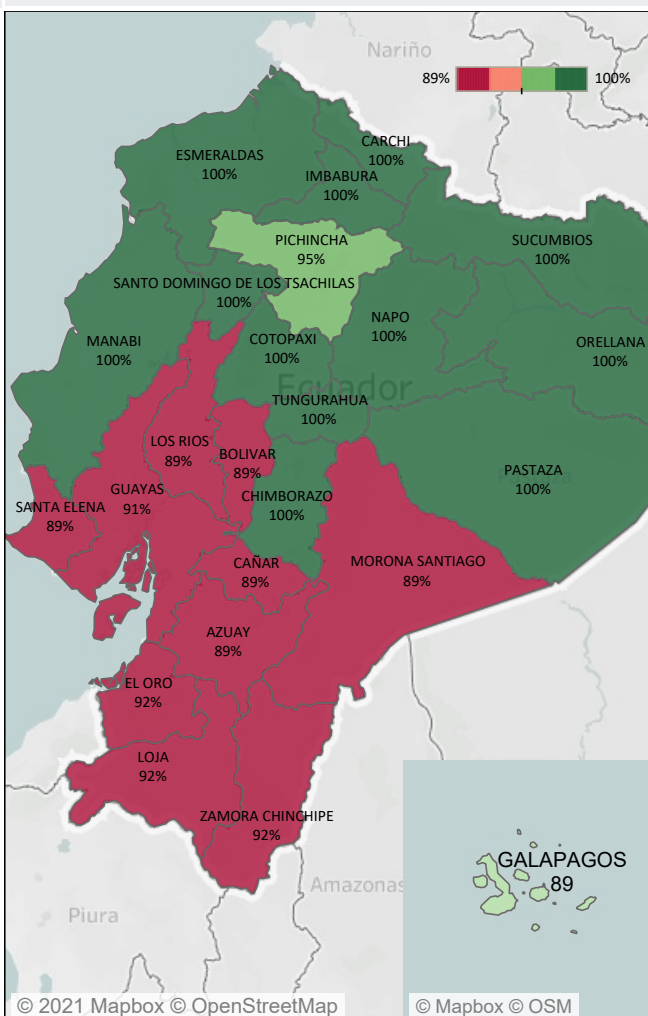 Nariño
89%
100%
CARCHI
100%
ESMERALDAS
100%
IMBABURA
100%
PICHINCHA
95%
SUCUMBIOS
100%
SANTO DOMINGO DE LOS TSACHILAS
100%
NAPO
100%
MANABI
100%
COTOPAXI
100%
ORELLANA
100%
Ecuador
TUNGURAHUA
100%
LOS RIOS
89%
BOLIVAR
89%
PASTAZA
100%
GUAYAS
91%
CHIMBORAZO
100%
SANTA ELENA
89%
CAÑAR
89%
MORONA SANTIAGO
89%
AZUAY
89%
EL ORO
92%
LOJA
92%
ZAMORA CHINCHIPE
92%
GALAPAGOS
89
Amazonas
Piura
© 2021 Mapbox © OpenStreetMap
© Mapbox © OSM